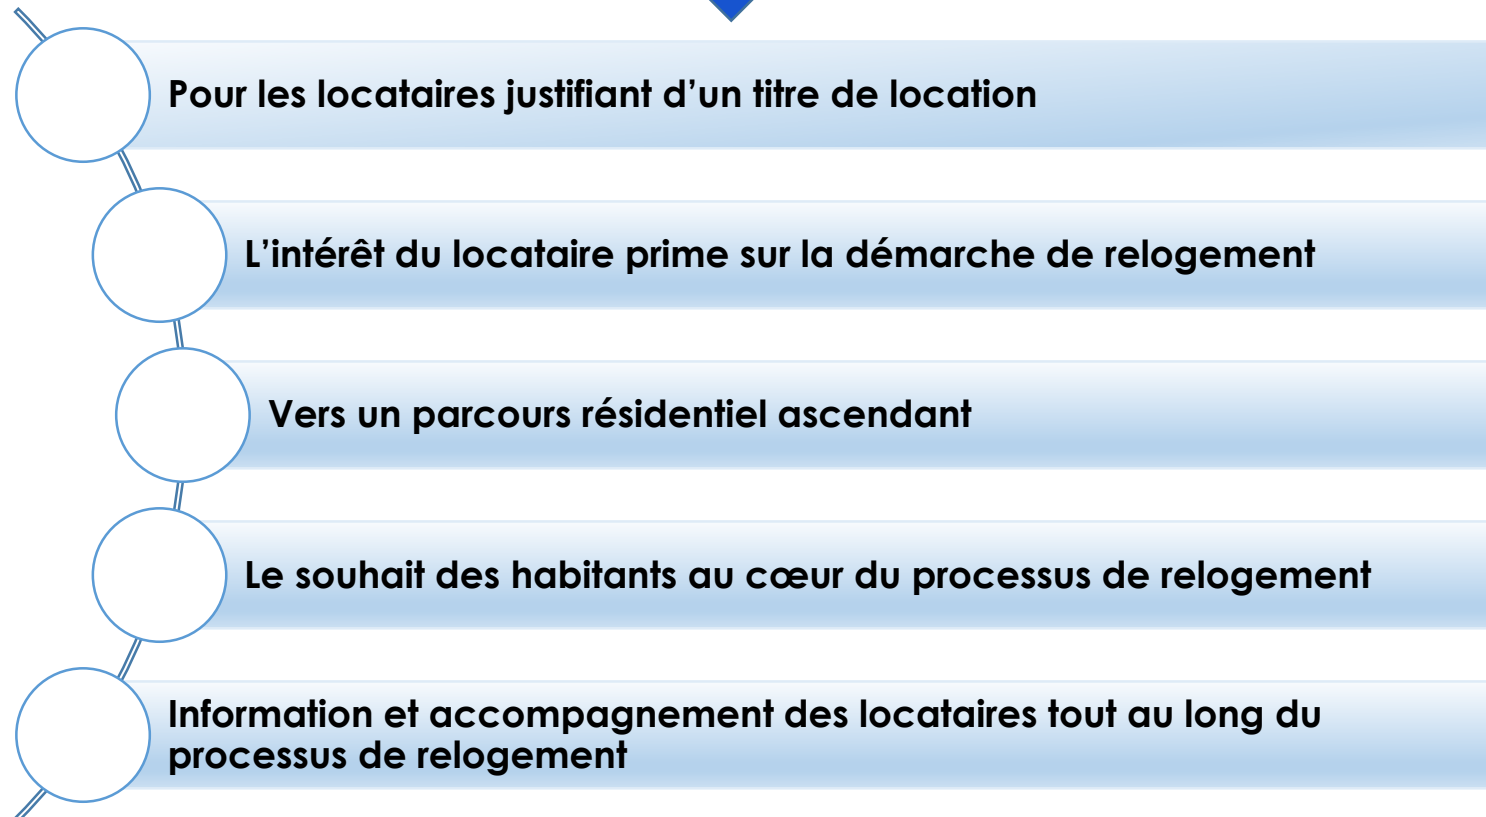 Pour les locataires justifiant d’un titre de location
L’intérêt du locataire prime sur la démarche de relogement
Vers un parcours résidentiel ascendant
Le souhait des habitants au cœur du processus de relogement
Information et accompagnement des locataires tout au long du
processus de relogement